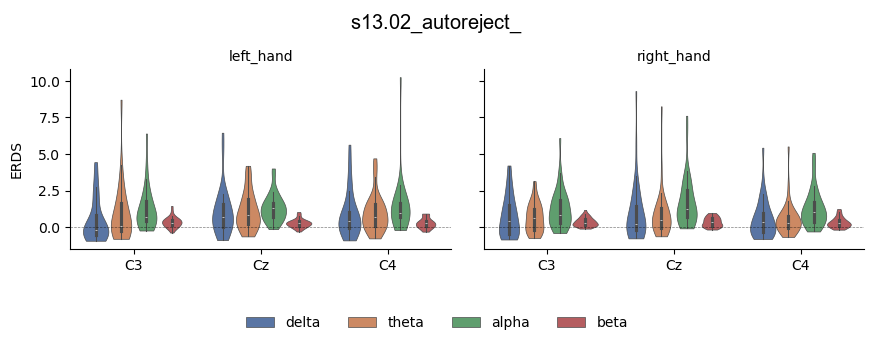 s13.02_autoreject_
left_hand
right_hand
ERDS
10.0
7.5
5.0
2.5
0.0
C3
Cz
C4
C3
Cz
C4
delta
theta
alpha
beta